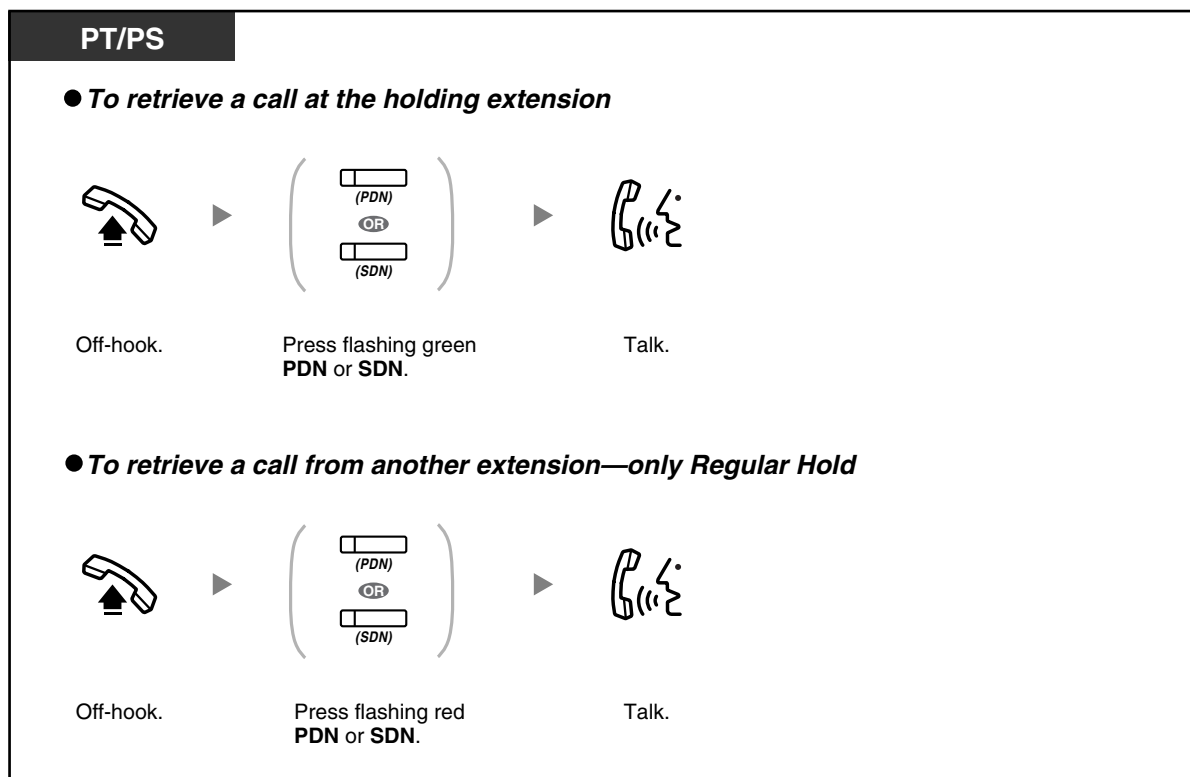 PT/PS
● To retrieve a call at the holding extension
(PDN)
OR
(SDN)
Off-hook.
Press flashing green
PDN or SDN.
Talk.
● To retrieve a call from another extension—only Regular Hold
(PDN)
OR
(SDN)
Off-hook.
Press flashing red
PDN or SDN.
Talk.